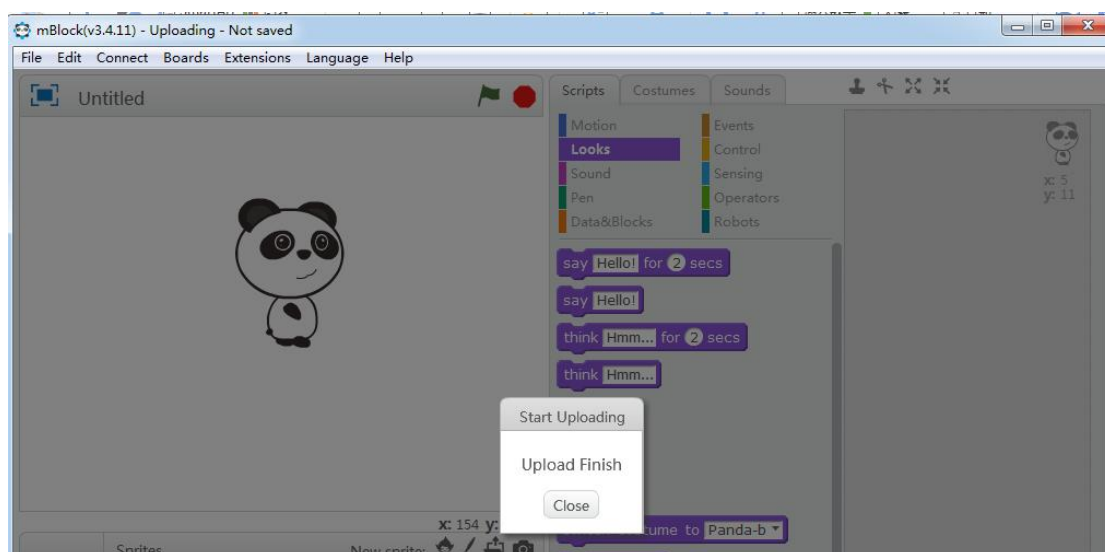 mBlock(v3.4.11) - Uploading - Not saved
File Edit Connect Boards Extensions Language Help
Untitled
Scripts Costumes Sounds
Motion Events
Looks Control
Sound Sensing
Pen Operators
Data&Blocks Robots
x: 5
y: 11
say Hello! for 2 secs
say Hello!
think Hmm... for 2 secs
think Hmm...
Start Uploading
Upload Finish
Close
x: 154 y:
to Panda-b
Sprites New sprite: